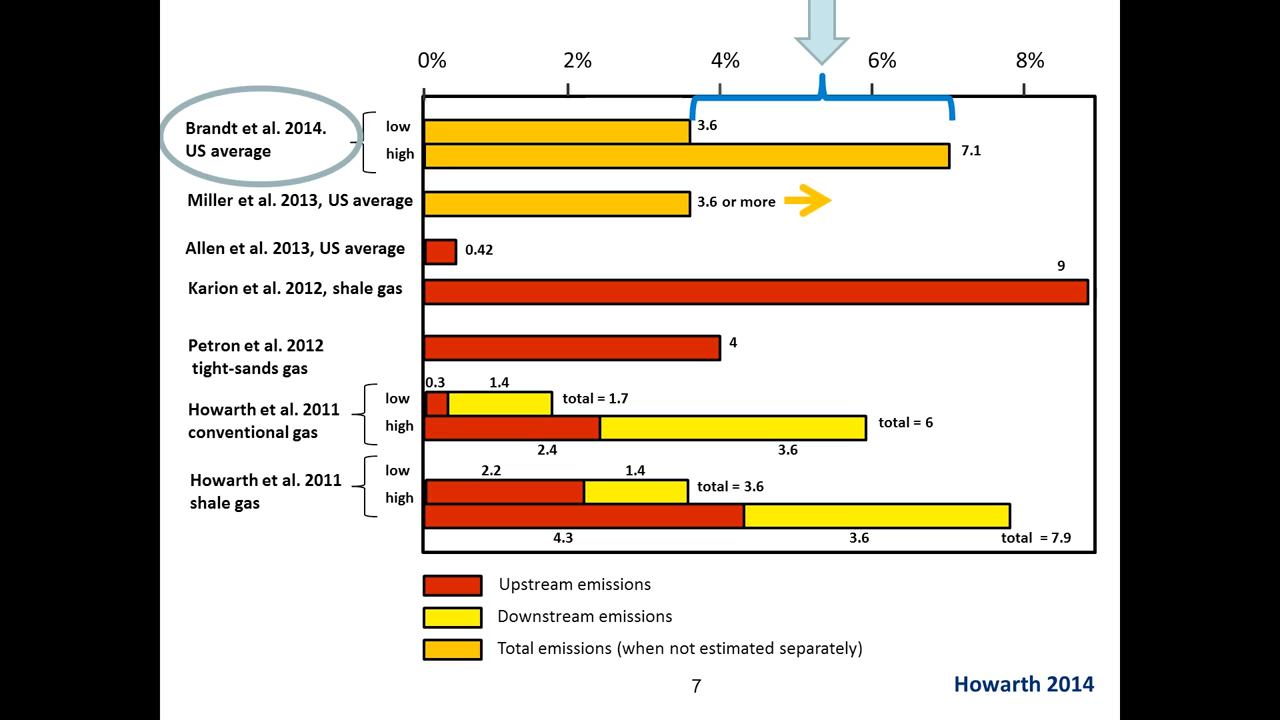 0% 2% 4% 6% 8%
Brandt et al. 2014.
US average
low
3.6
high
7.1
Miller et al. 2013, US average
3.6 or more
Allen et al. 2013, US average
0.42
9
Karion et al. 2012, shale gas
Petron et al. 2012
tight-sands gas
4
0.3 1.4
low
total = 1.7
Howarth et al. 2011
conventional gas
high
total = 6
2.4 3.6
low
2.2 1.4
Howarth et al. 2011
shale gas
total = 3.6
high
4.3 3.6 total = 7.9
Upstream emissions
Downstream emissions
Total emissions (when not estimated separately)
7
Howarth 2014